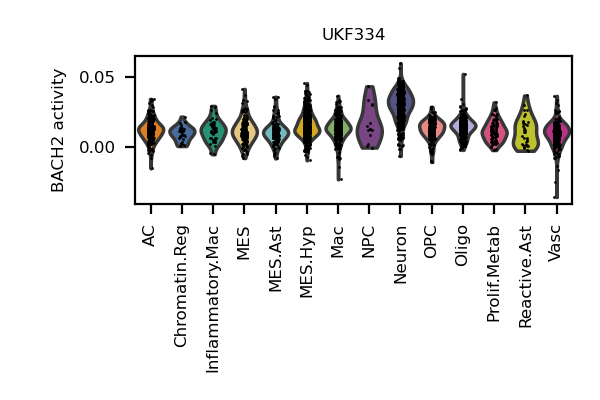 UKF334
BACH2 activity
0.05
0.00
AC
Chromatin.Reg
Inflammatory.Mac
MES
MES.Ast
MES.Hyp
Mac
NPC
Neuron
OPC
Oligo
Prolif.Metab
Reactive.Ast
Vasc